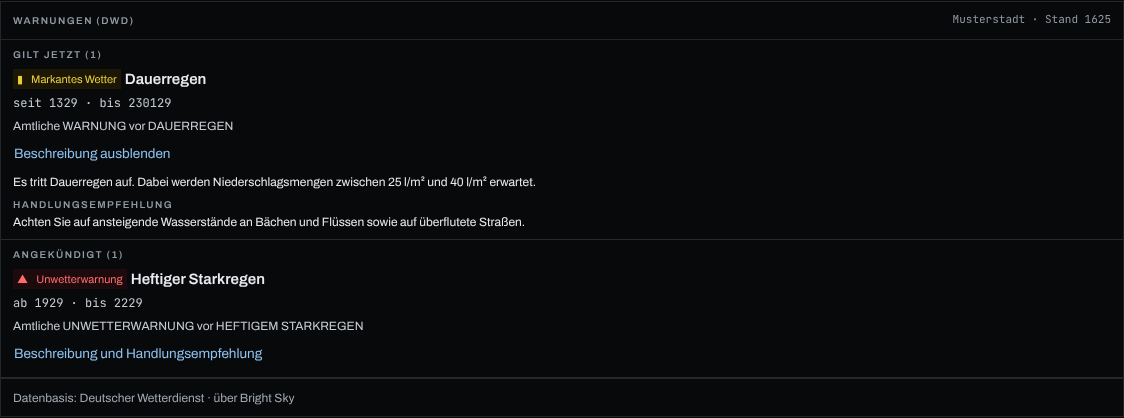 WARNUNGEN (DWD)
Musterstadt · Stand 1625
GILT JETZT (1)
Markantes Wetter Dauerregen
seit 1329 · bis 230129
Amtliche WARNUNG vor DAUERREGEN
Beschreibung ausblenden
Es tritt Dauerregen auf. Dabei werden Niederschlagsmengen zwischen 25 l/m² und 40 l/m² erwartet.
HANDLUNGSEMPFEHLUNG
Achten Sie auf ansteigende Wasserstände an Bächen und Flüssen sowie auf überflutete Straßen.
ANGEKÜNDIGT (1)
Unwetterwarnung Heftiger Starkregen
ab 1929 · bis 2229
Amtliche UNWETTERWARNUNG vor HEFTIGEM STARKREGEN
Beschreibung und Handlungsempfehlung
Datenbasis: Deutscher Wetterdienst · über Bright Sky